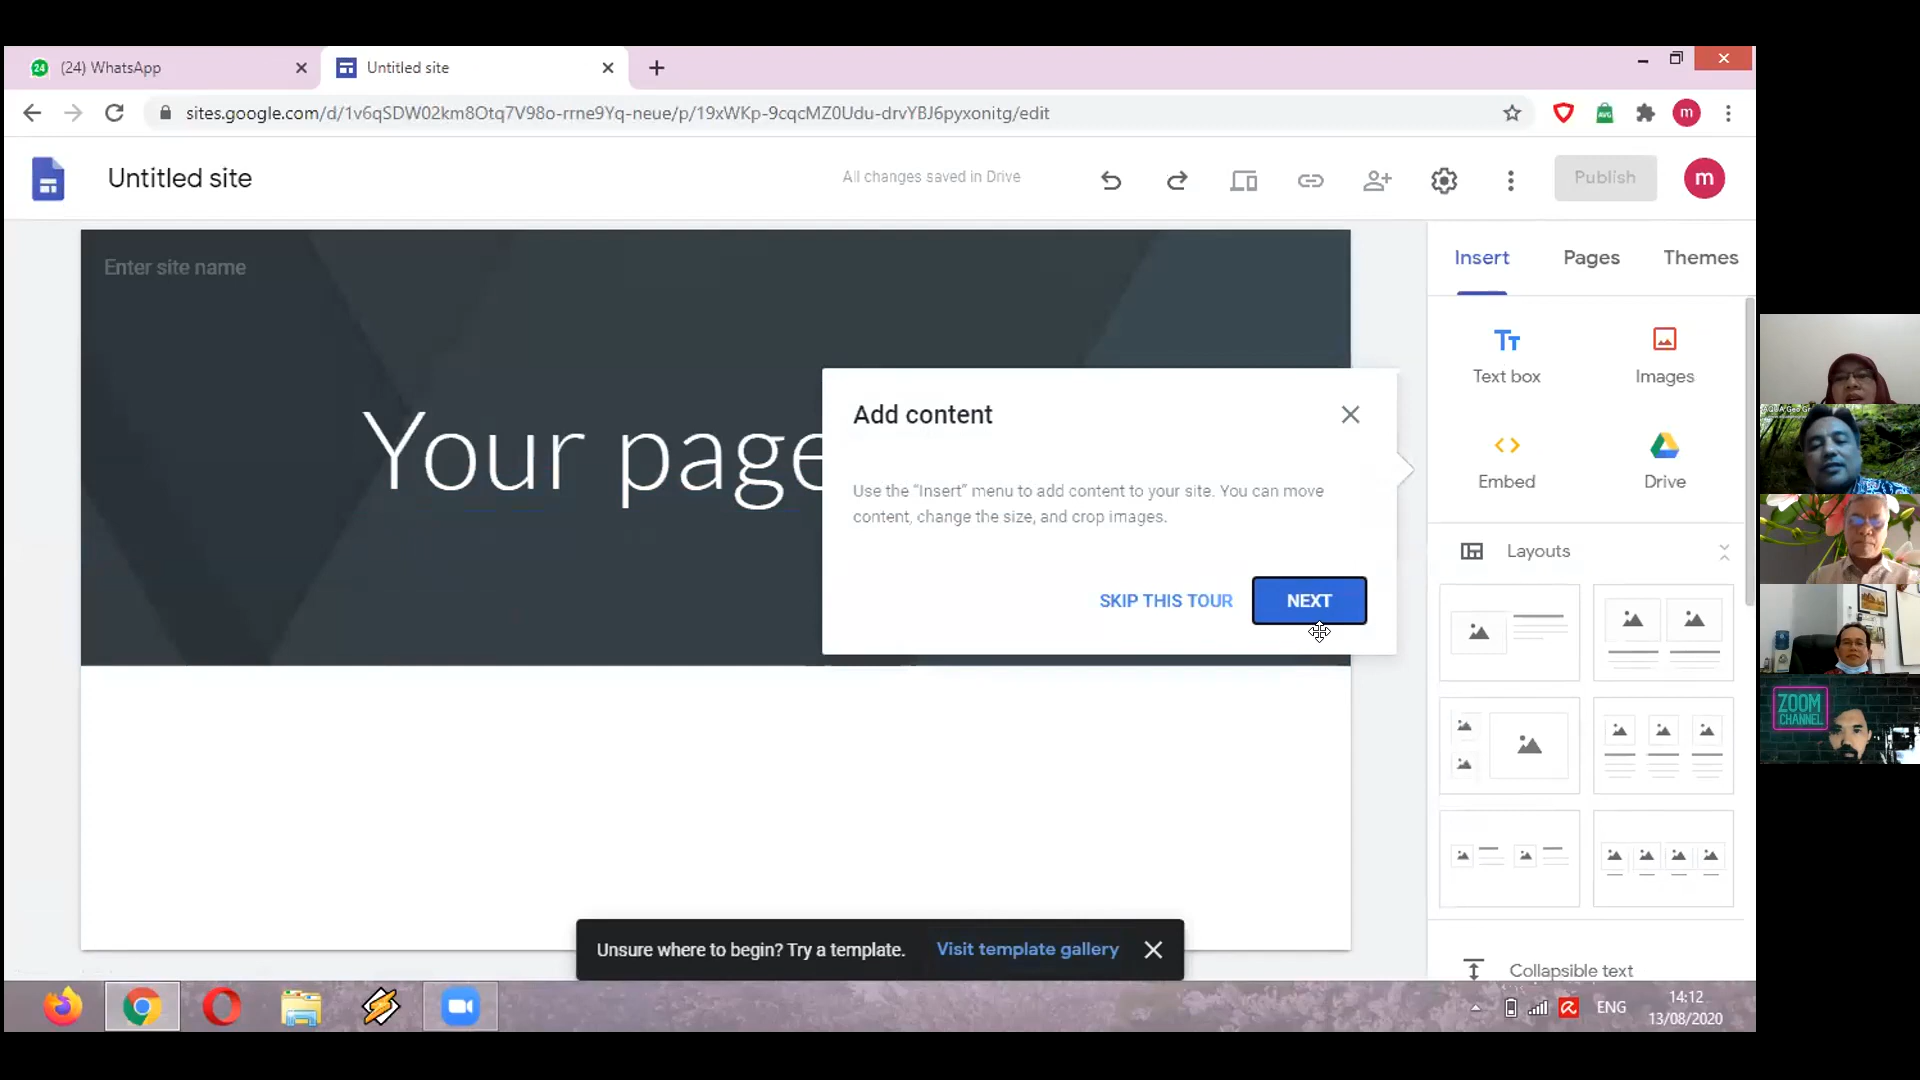 24 (24) WhatsApp
Untitled site
sites.google.com/d/1v6qSDW02km8Otq7V98o-rrne9Yq-neue/p/19xWKp-9cqcMZ0Udu-drvYBJ6pyxonitg/edit
AVG
m
Untitled site
All changes saved in Drive
Publish
m
Enter site name
Your page
Add content
Use the “Insert” menu to add content to your site. You can move
content, change the size, and crop images.
SKIP THIS TOUR
NEXT
Insert
Pages
Themes
Text box
Images
Embed
Drive
Layouts
Collapsible text
Unsure where to begin? Try a template.
Visit template gallery
ZOOM
CHANNEL
ENG
14:12
13/08/2020